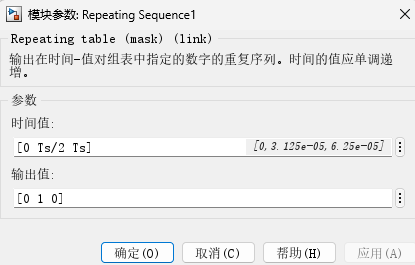 模块参数: Repeating Sequence1
Repeating table (mask) (link)
输出在时间-值对组表中指定的数字的重复序列。时间的值应单调递
增。
参数
时间值:
[0 Ts/2 Ts] [0,3.125e-05,6.25e-05]
输出值:
[0 1 0]
确定(O) 取消(C) 帮助(H) 应用(A)